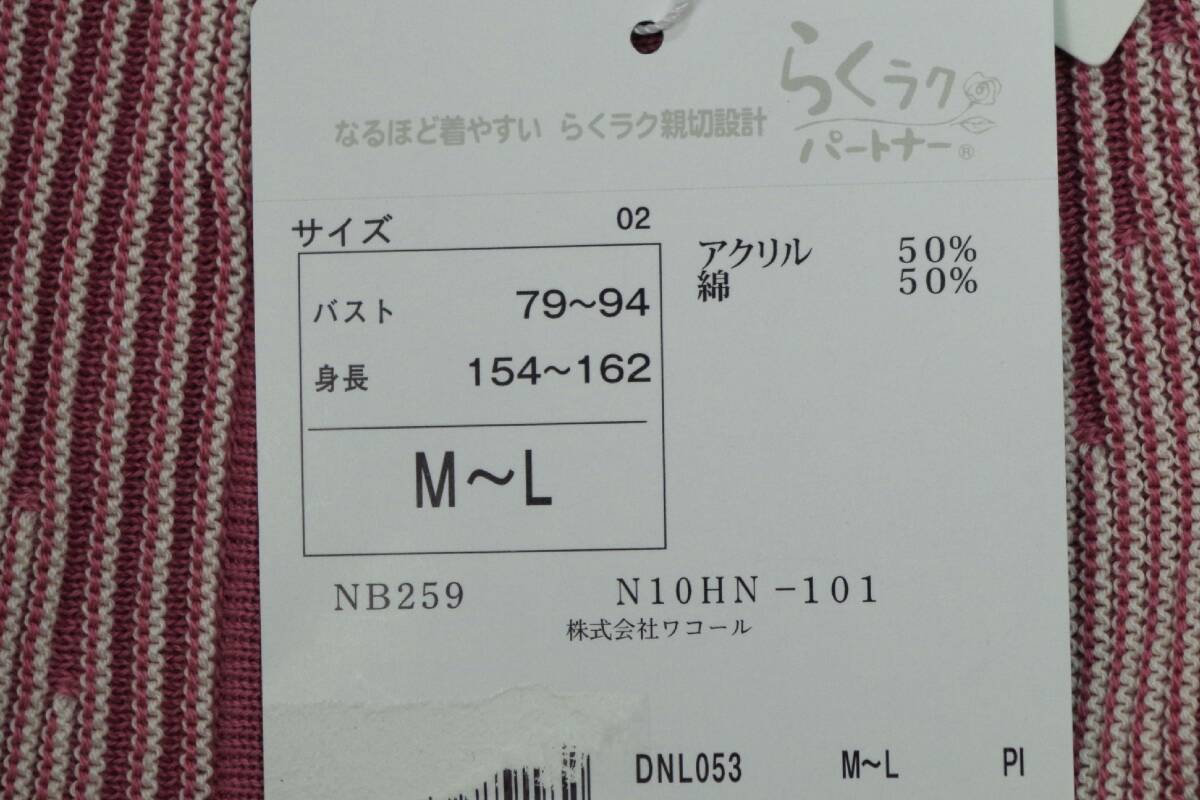 らくラク
パートナー®
なるほど着やすい らくラク親切設計
サイズ 02
バスト 79~94
身長 154~162
M~L
アクリル 50%
綿 50%
NB259 N10HN-101
株式会社ワコール
DNL053 M~L PI